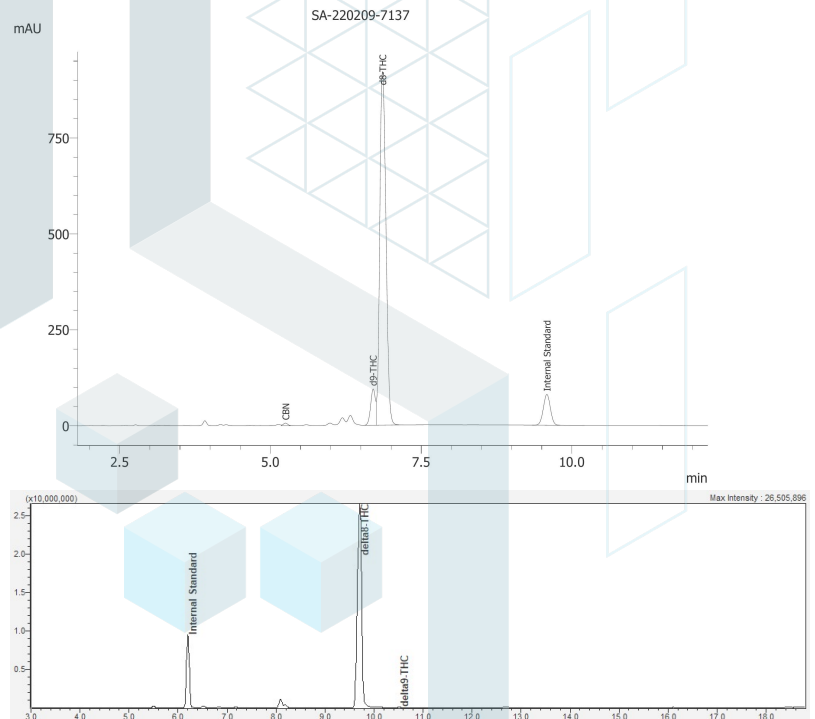 SA-220209-7137
mAU
d8-THC
750
500
250
d9-THC
Internal Standard
CBN
0
2.5
5.0
7.5
10.0
min
(x10,000,000)
Max Intensity : 26,505,896
2.5
delta8-THC
2.0
Internal Standard
1.5
1.0
delta9-THC
0.5
3.0 4.0 5.0 6.0 7.0 8.0 9.0 10.0 11.0 12.0 13.0 14.0 15.0 16.0 17.0 18.0